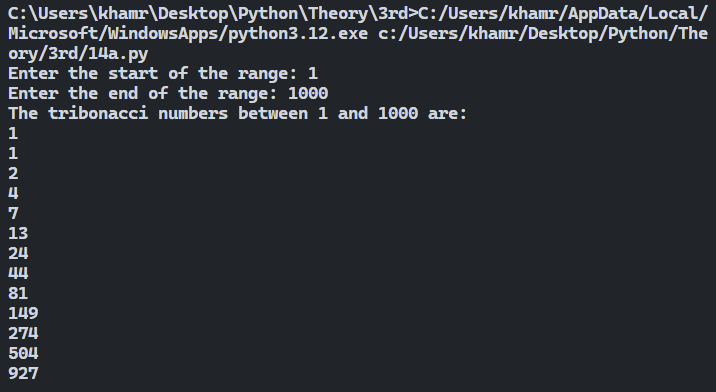 C:\Users\khamr\Desktop\Python\Theory\3rd>C:/Users/khamr/AppData/Local/
Microsoft/WindowsApps/python3.12.exe c:/Users/khamr/Desktop/Python/The
ory/3rd/14a.py
Enter the start of the range: 1
Enter the end of the range: 1000
The tribonacci numbers between 1 and 1000 are:
1
1
2
4
7
13
24
44
81
149
274
504
927